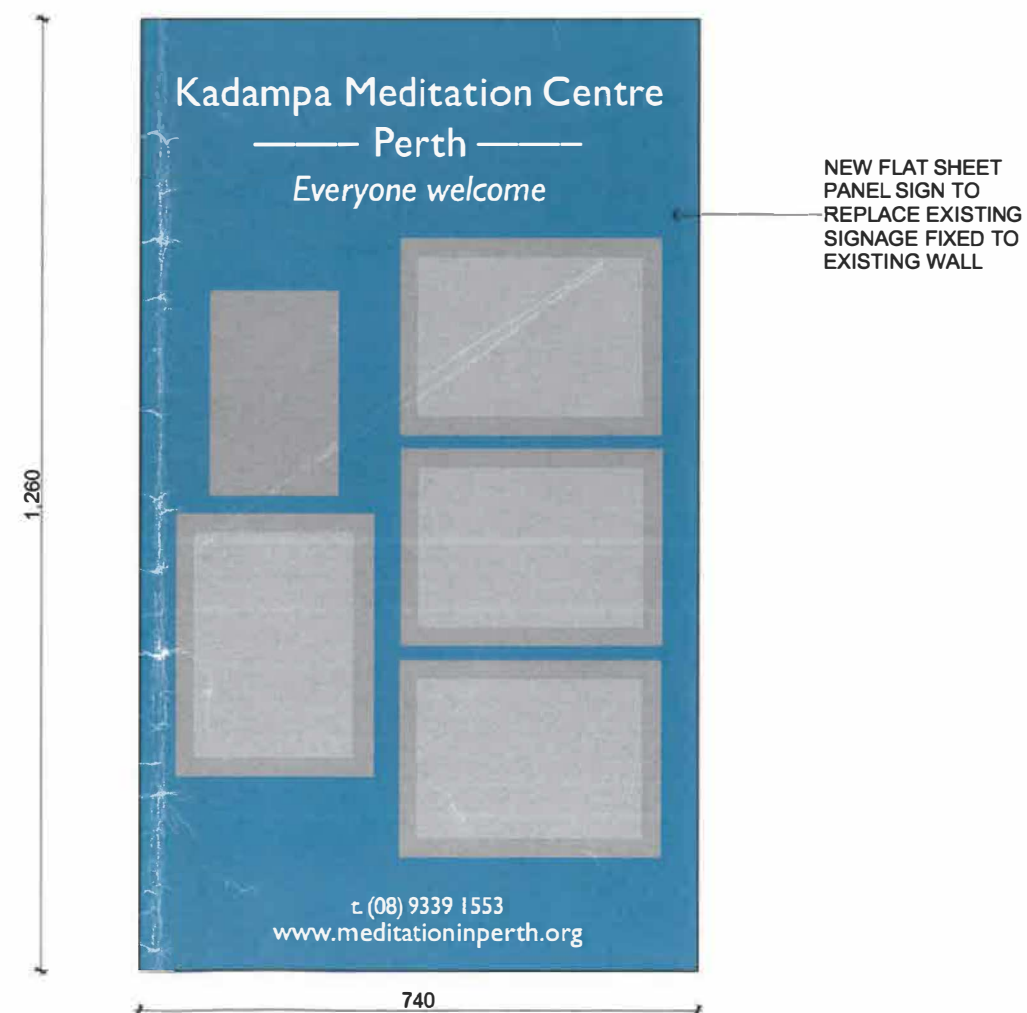 Kadampa Meditation Centre
Perth
Everyone welcome
NEW FLAT SHEET
PANEL SIGN TO
REPLACE EXISTING
SIGNAGE FIXED TO
EXISTING WALL
1,260
t. (08) 9339 1553
www.meditationinperth.org
740